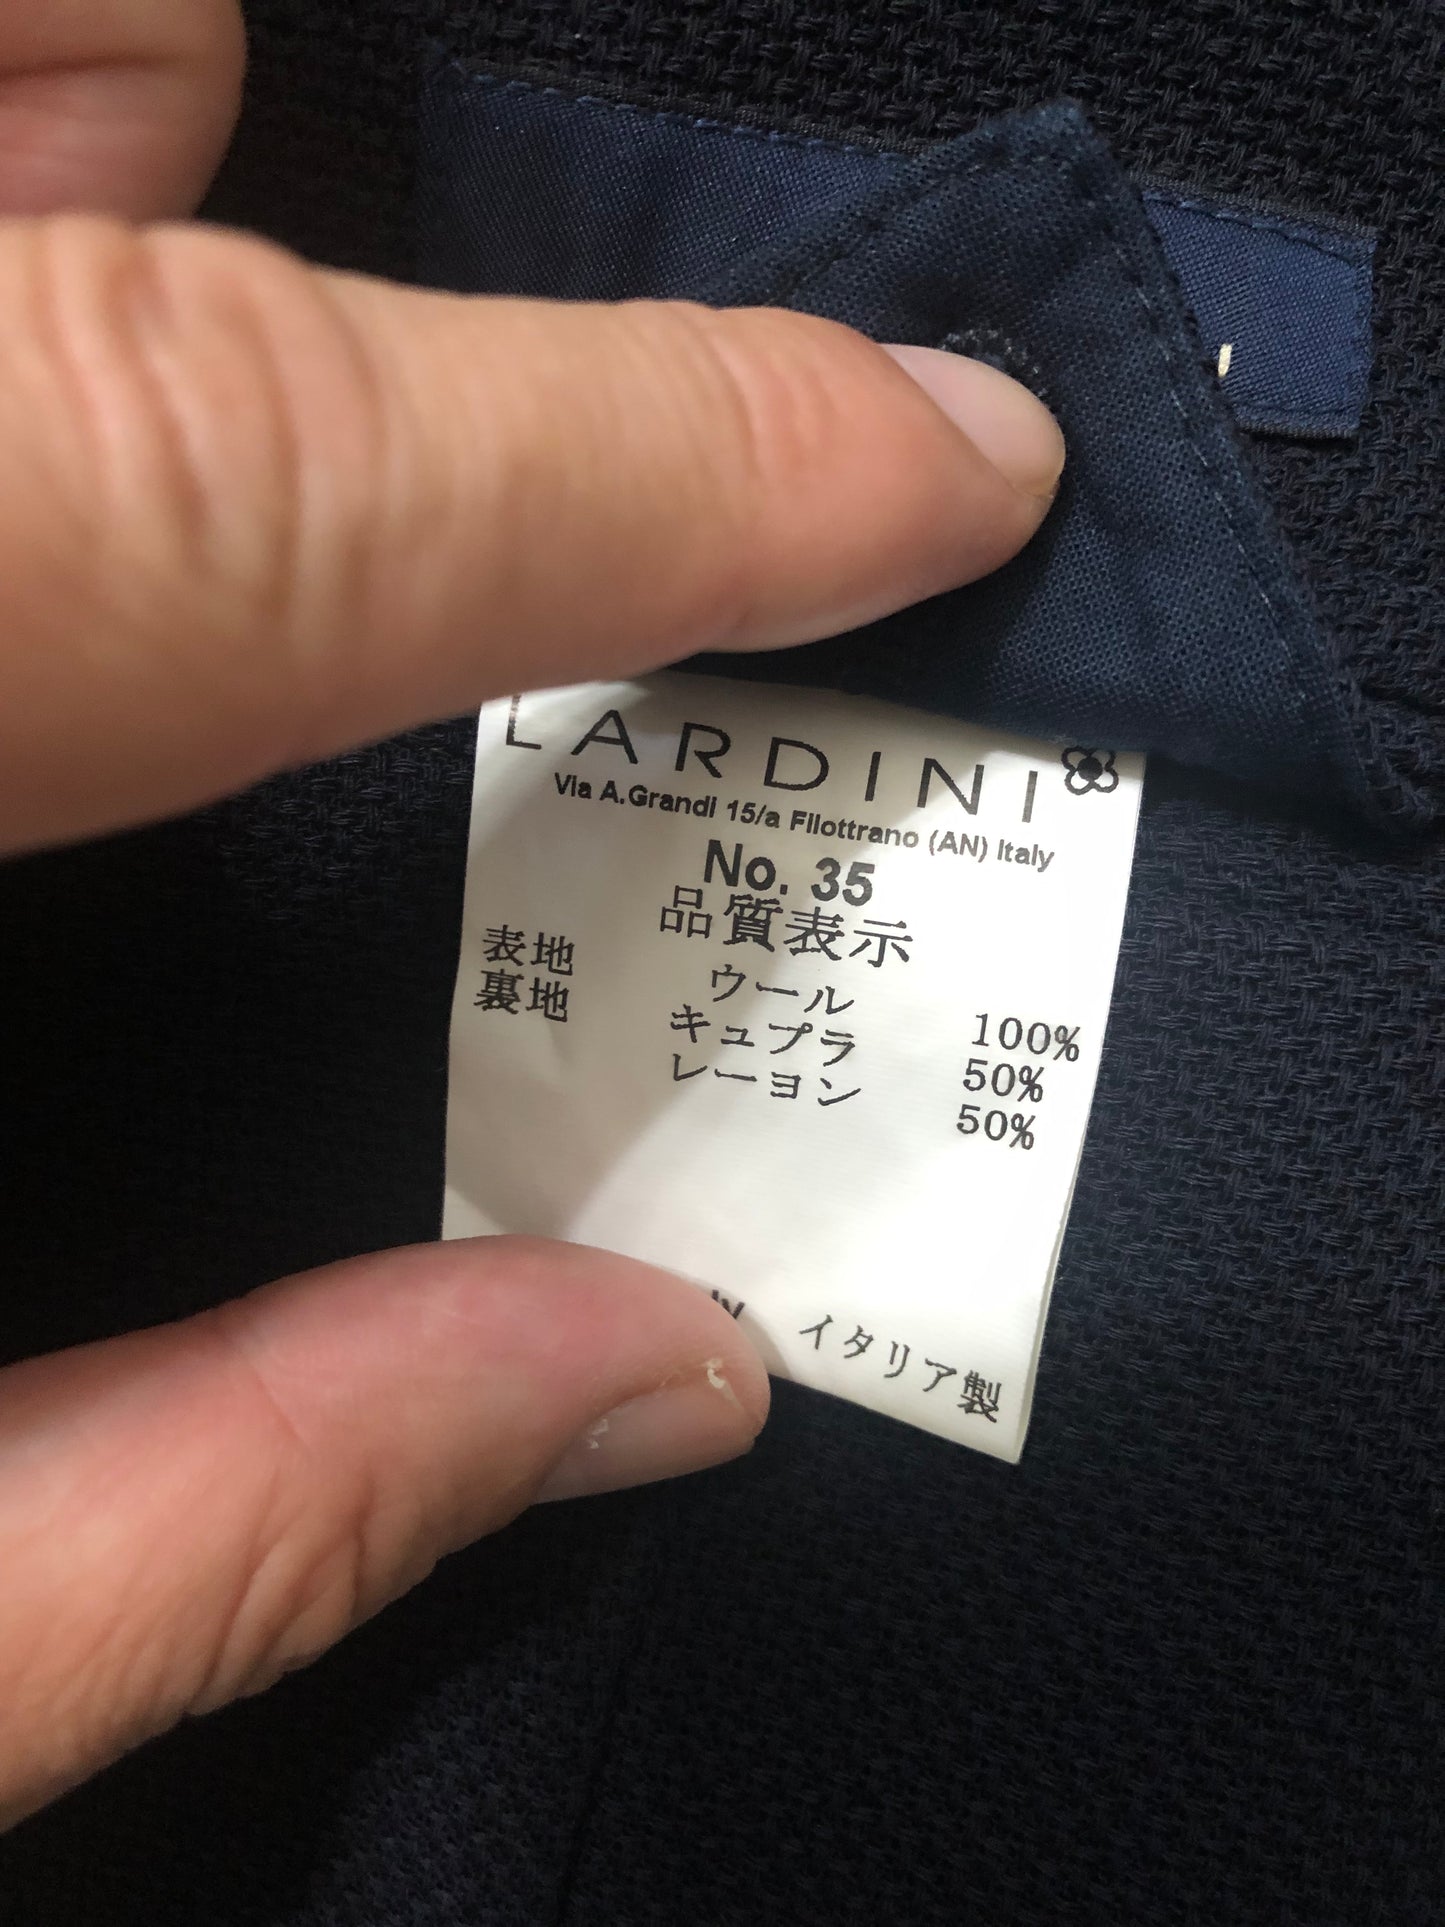 LARDINI
Via A.Grandi 15/a Filottrano (AN) Italy
No. 35
品質表示
表地 ウール 100%
裏地 キュプラ 50%
レーヨン 50%
イタリア製